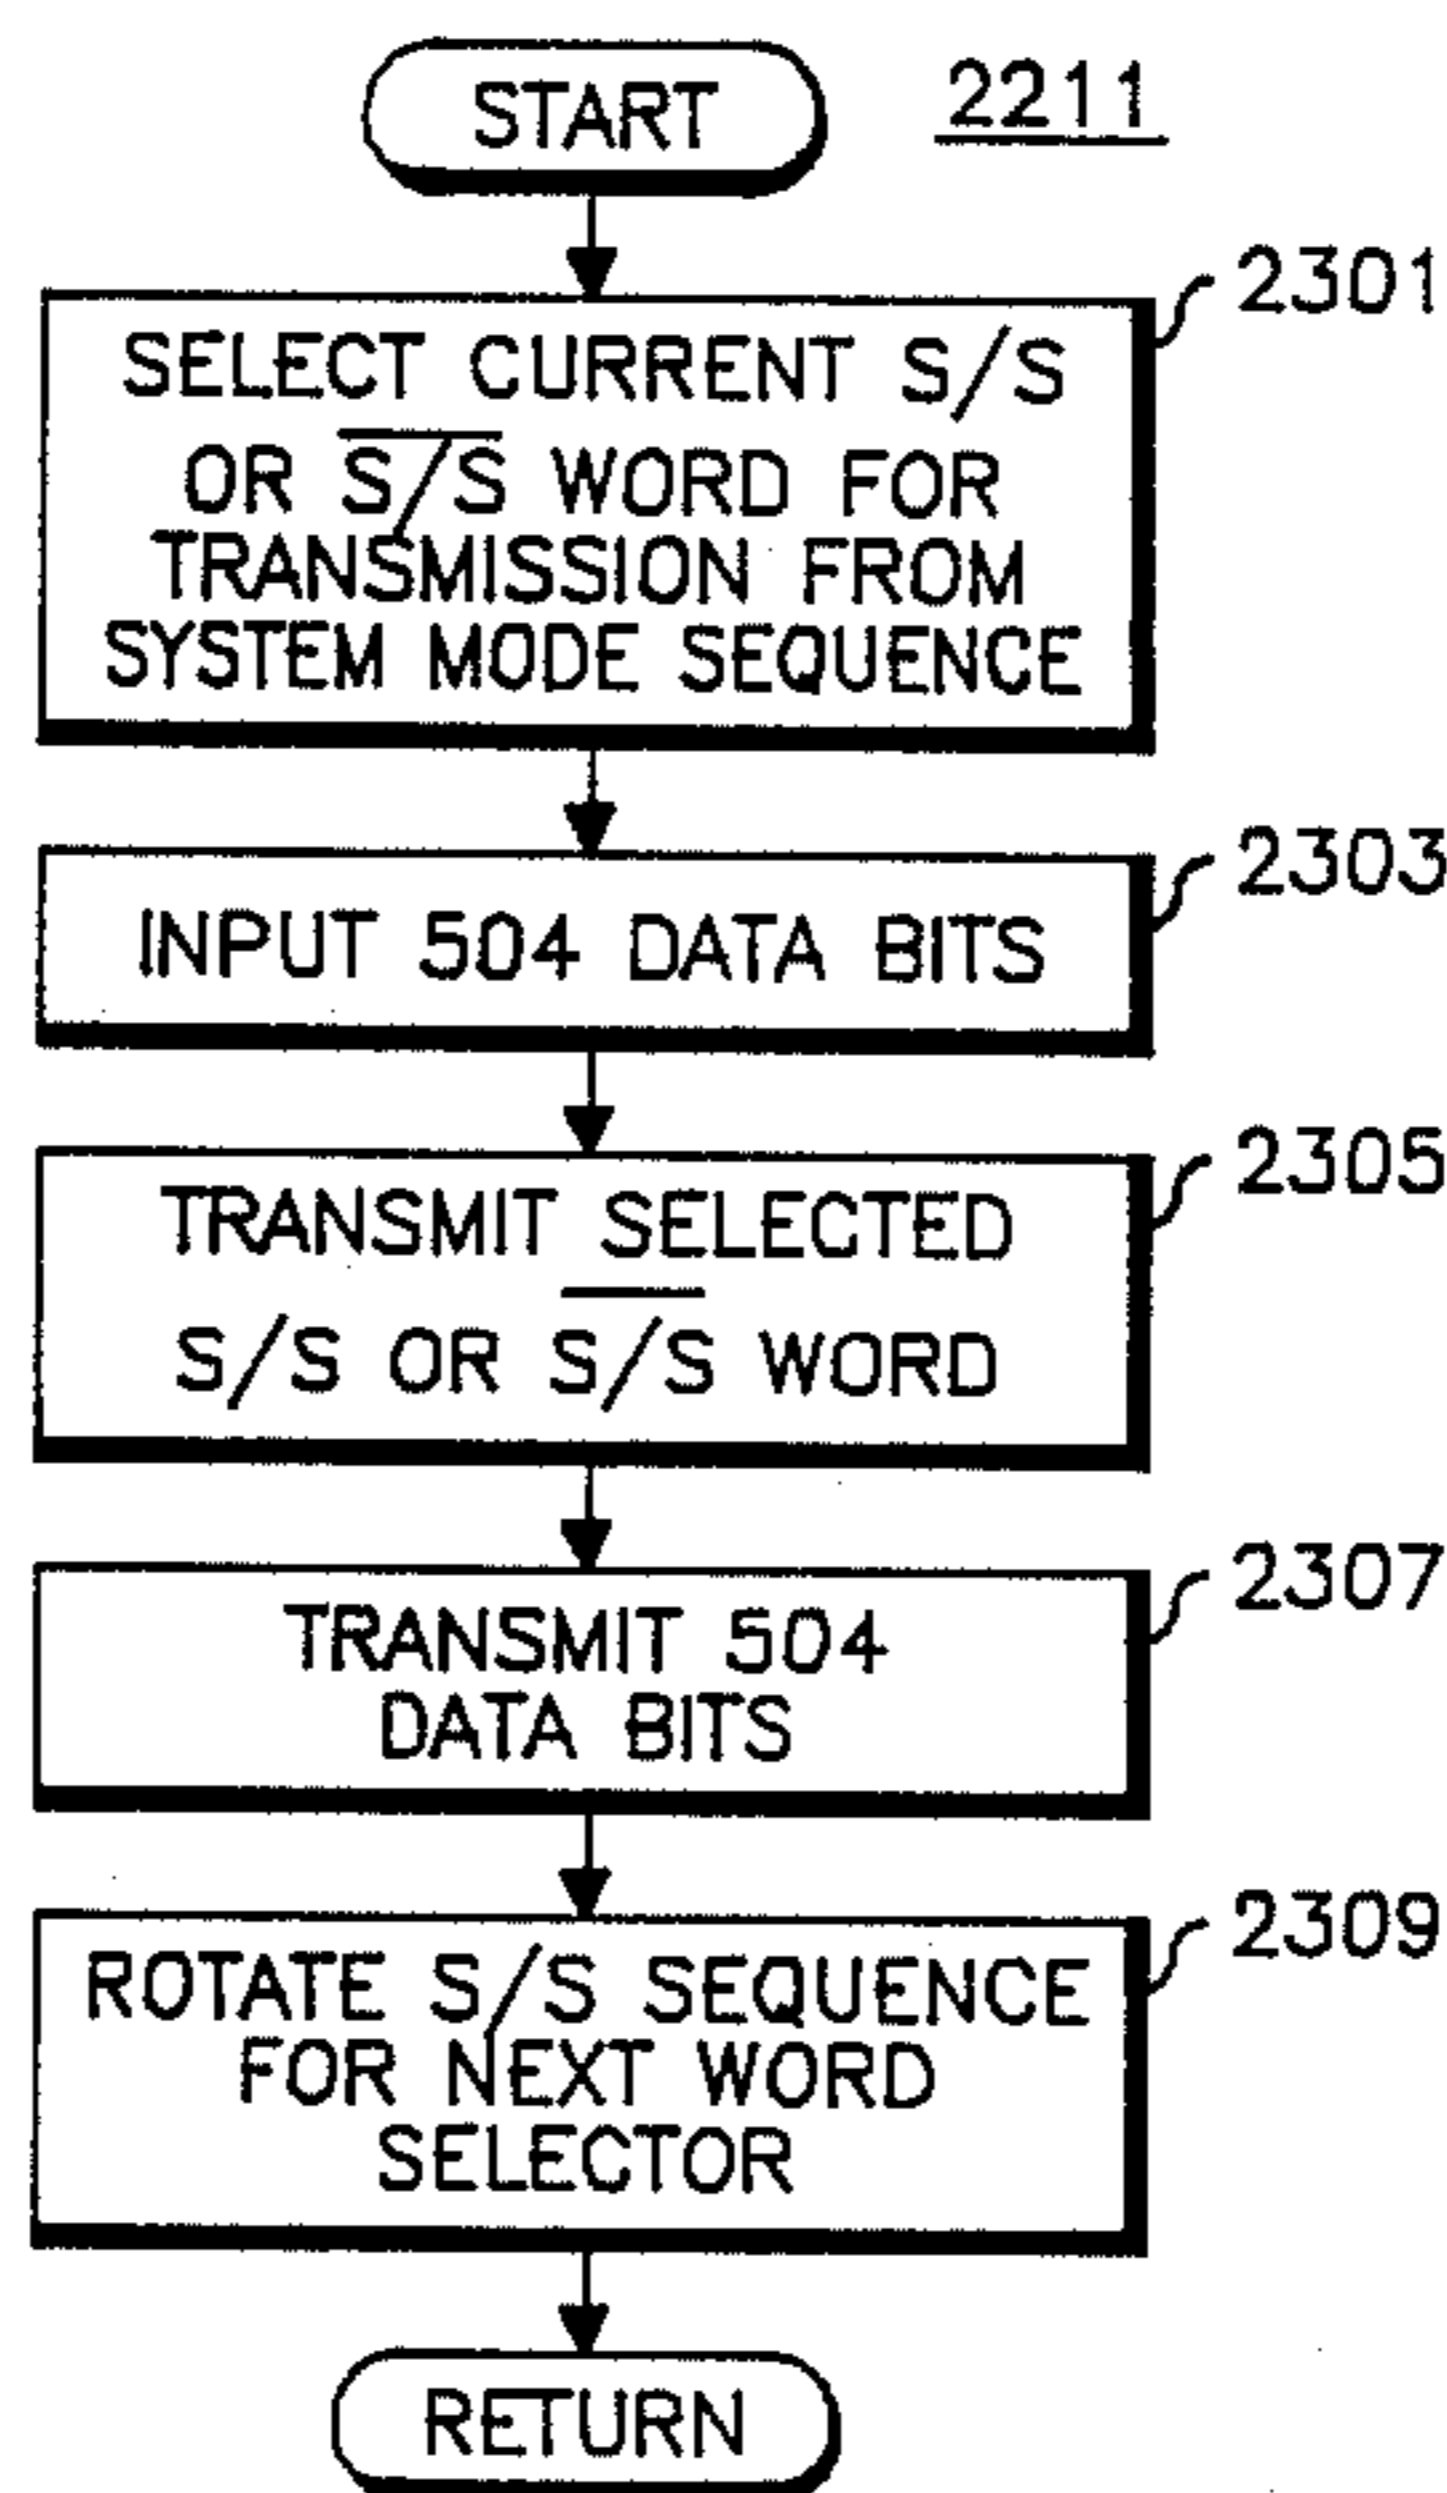 START
2211
2301
SELECT CURRENT S/S
OR S̅/̅S̅ WORD FOR
TRANSMISSION FROM
SYSTEM MODE SEQUENCE
2303
INPUT 504 DATA BITS
2305
TRANSMIT SELECTED
S/S OR S̅/̅S̅ WORD
2307
TRANSMIT 504
DATA BITS
2309
ROTATE S/S SEQUENCE
FOR NEXT WORD
SELECTOR
RETURN